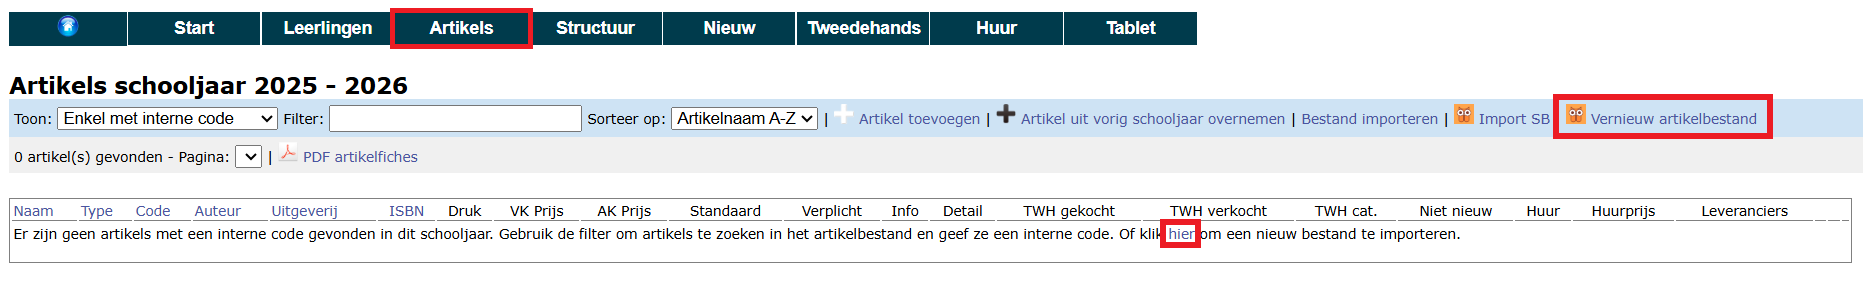 Start Leerlingen Artikels Structuur Nieuw Tweedehands Huur Tablet
Artikels schooljaar 2025 - 2026
Toon: Enkel met interne code Filter: Sorteer op: Artikelnaam A-Z | Artikel toevoegen | Artikel uit vorig schooljaar overnemen | Bestand importeren | Import SB Vernieuw artikelbestand
0 artikel(s) gevonden - Pagina: | PDF artikelfiches
Naam Type Code Auteur Uitgeverij ISBN Druk VK Prijs AK Prijs Standaard Verplicht Info Detail TWH gekocht TWH verkocht TWH cat. Niet nieuw Huur Huurprijs Leveranciers
Er zijn geen artikels met een interne code gevonden in dit schooljaar. Gebruik de filter om artikels te zoeken in het artikelbestand en geef ze een interne code. Of klik hier om een nieuw bestand te importeren.